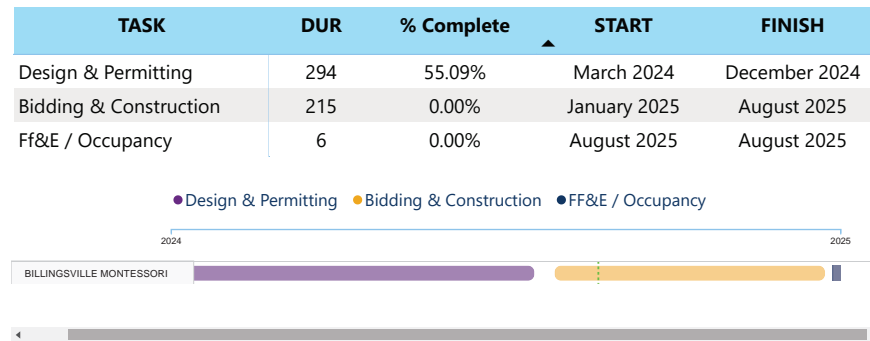 TASK DUR % Complete START FINISH
Design & Permitting 294 55.09% March 2024 December 2024
Bidding & Construction 215 0.00% January 2025 August 2025
Ff&E / Occupancy 6 0.00% August 2025 August 2025
Design & Permitting Bidding & Construction FF&E / Occupancy
2024 2025
BILLINGSVILLE MONTESSORI